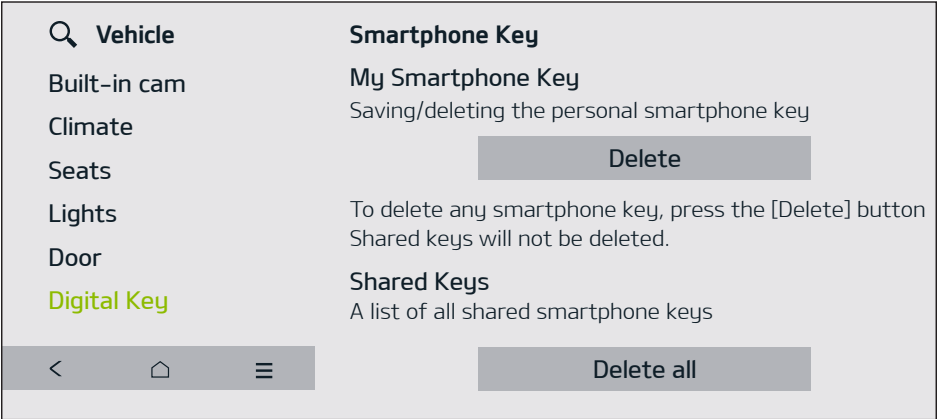 Vehicle
Built-in cam
Climate
Seats
Lights
Door
Digital Key
Smartphone Key
My Smartphone Key
Saving/deleting the personal smartphone key
Delete
To delete any smartphone key, press the [Delete] button
Shared keys will not be deleted.
Shared Keys
A list of all shared smartphone keys
Delete all